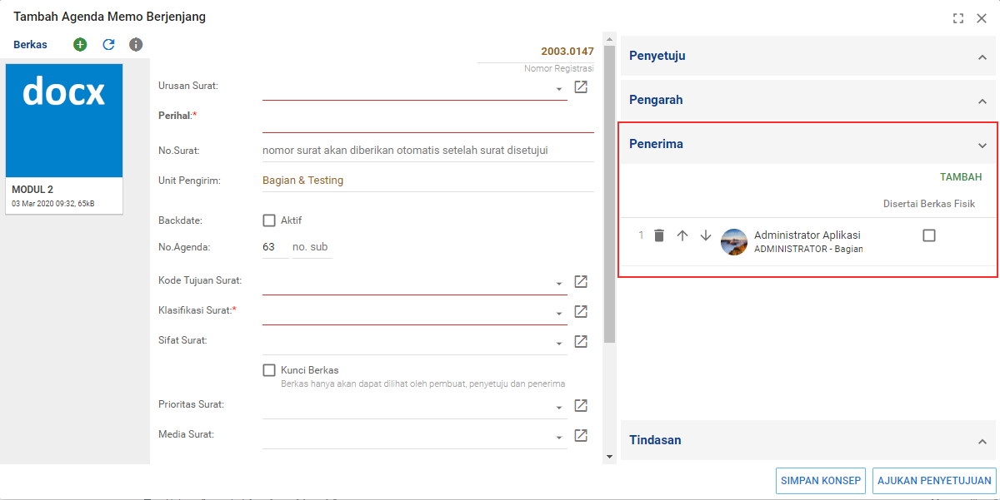 Tambah Agenda Memo Berjenjang
Berkas
docx
MODUL 2
03 Mar 2020 09:32, 65kB
2003.0147
Nomor Registrasi
Urusan Surat:
Perihal:*
No.Surat: nomor surat akan diberikan otomatis setelah surat disetujui
Unit Pengirim: Bagian & Testing
Backdate: Aktif
No.Agenda: 63 no. sub
Kode Tujuan Surat:
Klasifikasi Surat:*
Sifat Surat:
Kunci Berkas
Berkas hanya akan dapat dilihat oleh pembuat, penyetuju dan penerima
Prioritas Surat:
Media Surat:
Penyetuju
Pengarah
Penerima
TAMBAH
Disertai Berkas Fisik
1 Administrator Aplikasi
ADMINISTRATOR - Bagian
Tindasan
SIMPAN KONSEP AJUKAN PENYETUJUAN